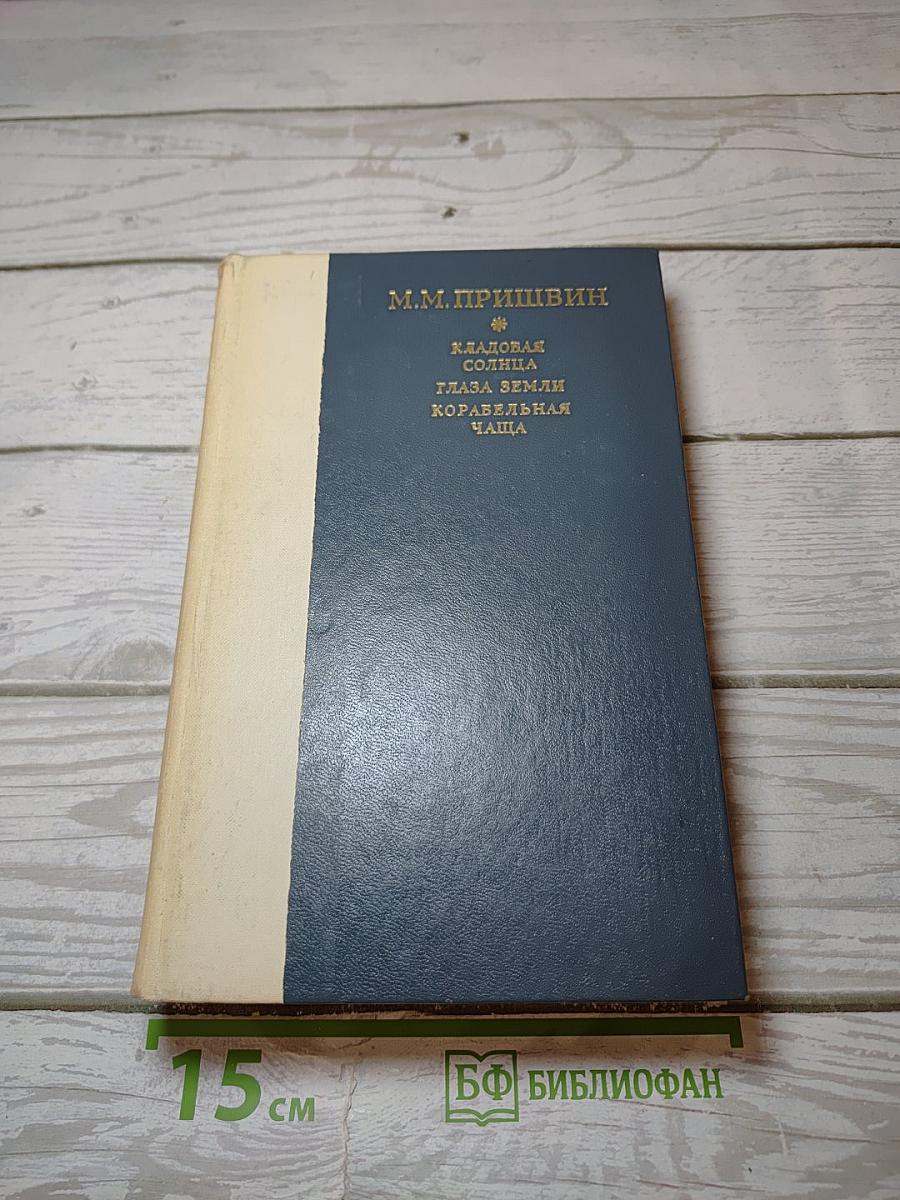 М.М.ПРИШВИН
КЛАДОВАЯ
СОЛНЦА
ГЛАЗА ЗЕМЛИ
КОРАБЕЛЬНАЯ
ЧАЩА
15 СМ
БФ БИБЛИОФАН